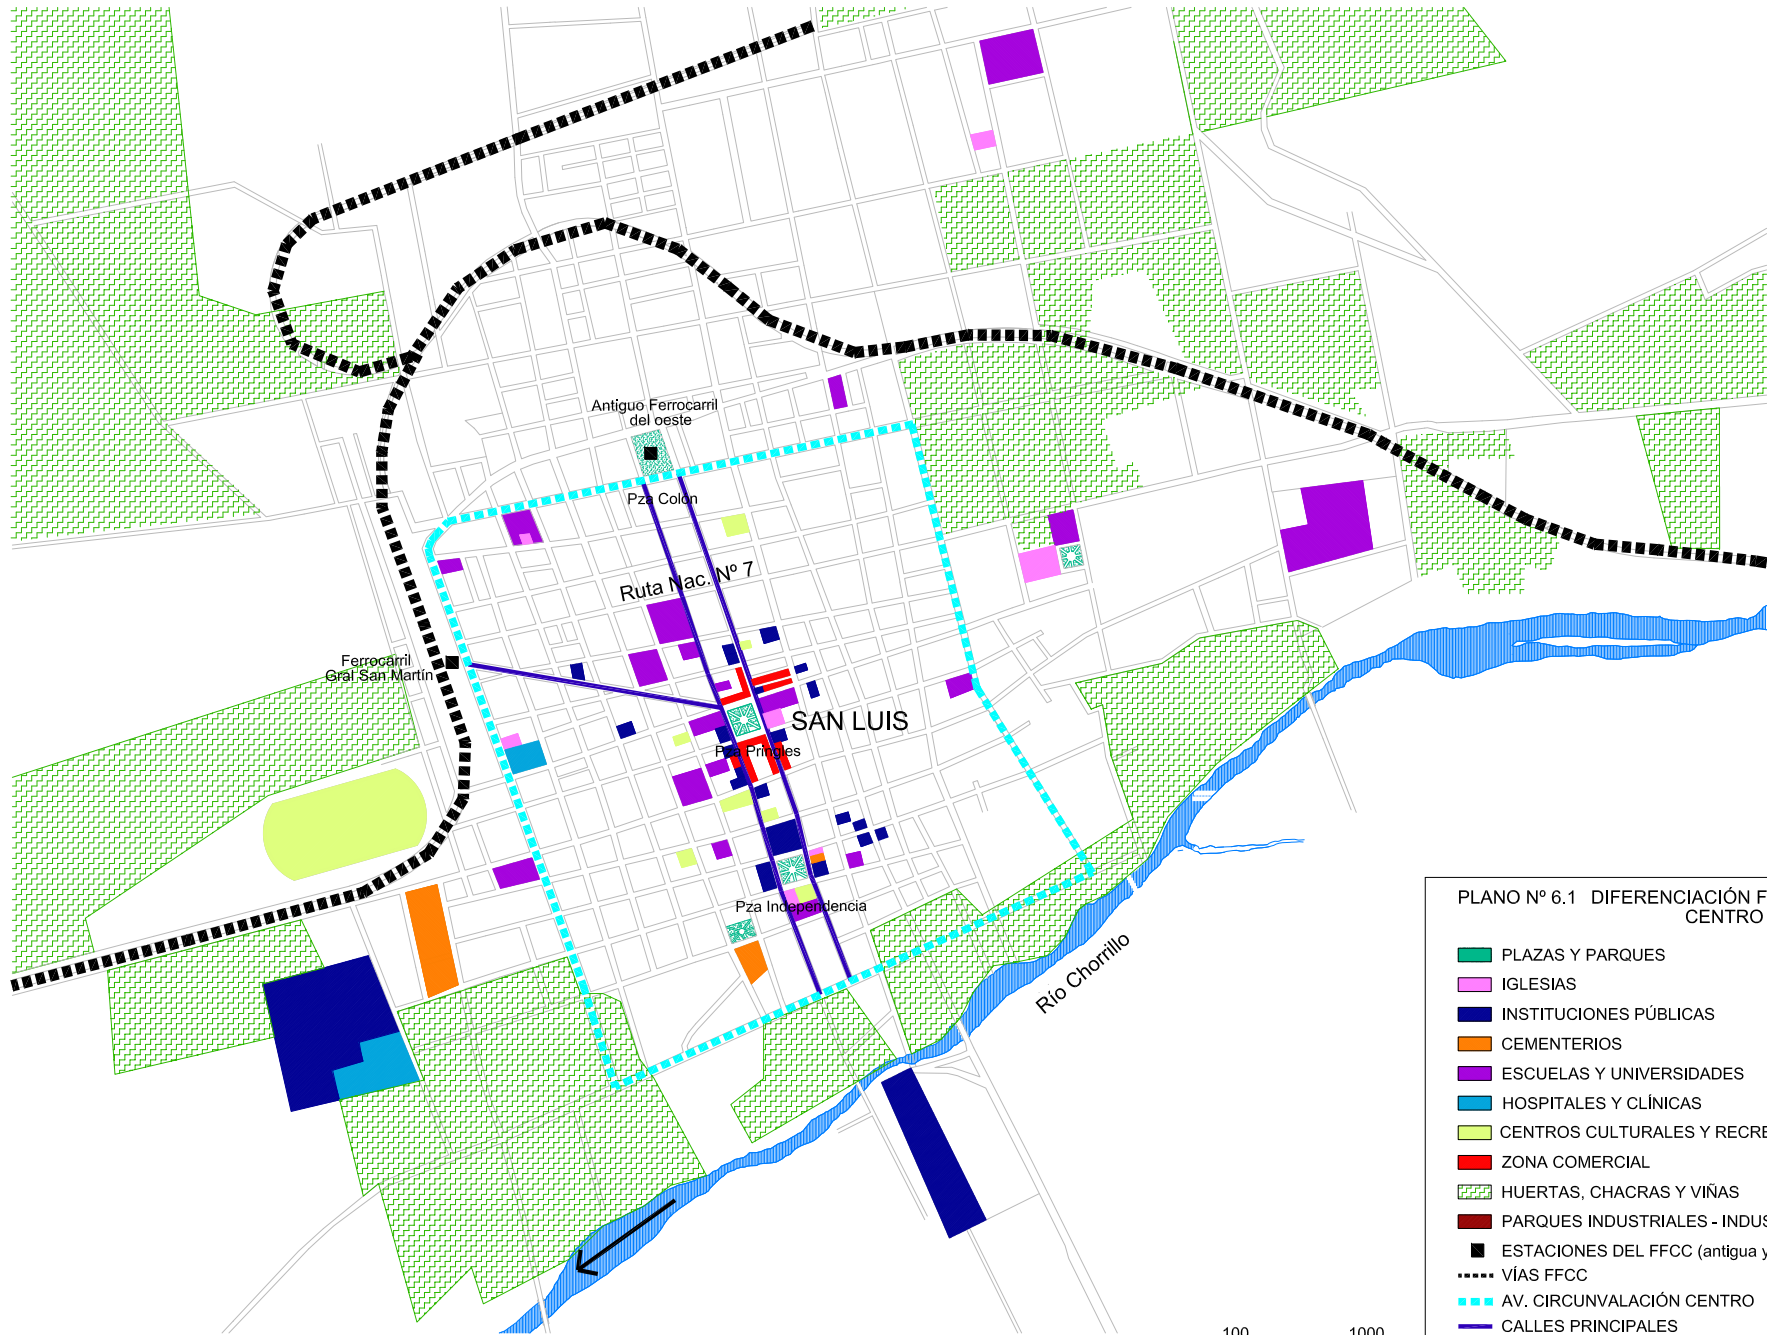 Antiguo Ferrocarril
del oeste
Pza Colón
Ruta Nac. Nº 7
Ferrocarril
Gral San Martín
SAN LUIS
Pza Pringles
Pza Independencia
Río Chorrillo
PLANO Nº 6.1 DIFERENCIACIÓN F
CENTRO
PLAZAS Y PARQUES
IGLESIAS
INSTITUCIONES PÚBLICAS
CEMENTERIOS
ESCUELAS Y UNIVERSIDADES
HOSPITALES Y CLÍNICAS
CENTROS CULTURALES Y RECRE
ZONA COMERCIAL
HUERTAS, CHACRAS Y VIÑAS
PARQUES INDUSTRIALES - INDUS
ESTACIONES DEL FFCC (antigua y
VÍAS FFCC
AV. CIRCUNVALACIÓN CENTRO
CALLES PRINCIPALES
100 1000